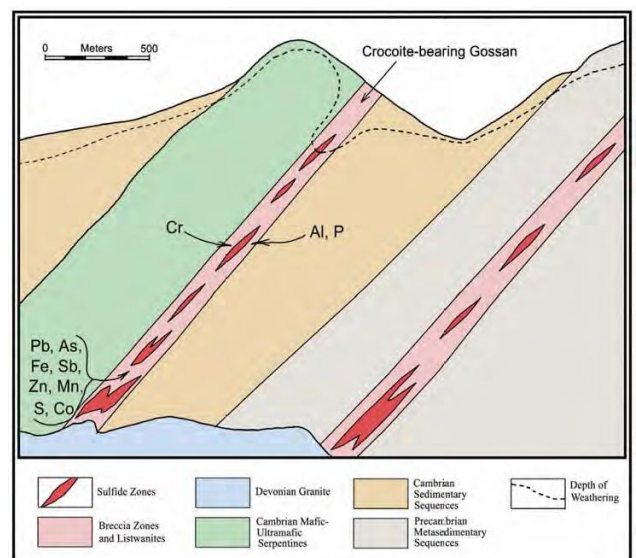 0 Meters 500
Crocoite-bearing Gossan
Cr
Al, P
Pb, As,
Fe, Sb,
Zn, Mn,
S, Co
Sulfide Zones
Devonian Granite
Cambrian
Sedimentary
Sequences
Depth of
Weathering
Breccia Zones
and Listwanites
Cambrian Mafic-
Ultramafic
Serpentines
Precambrian
Metasedimentary
Sequences